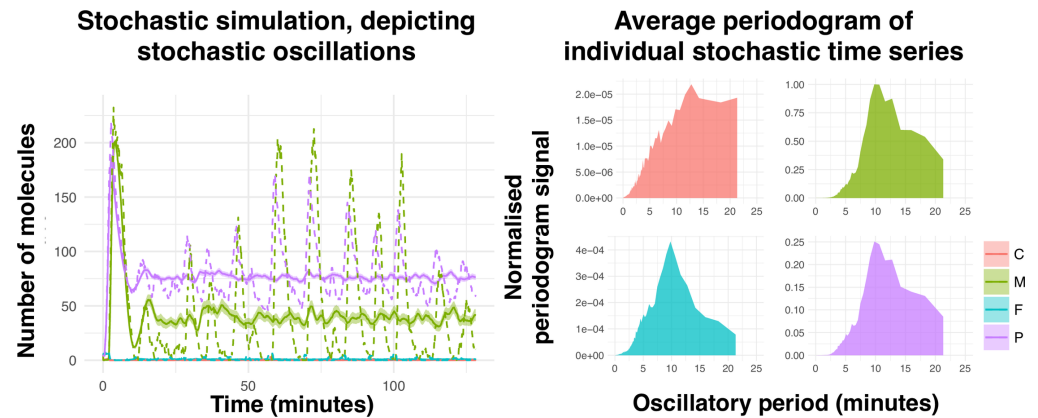 Stochastic simulation, depicting
stochastic oscillations
Number of molecules
200
150
100
50
0
0
50
100
Time (minutes)
Average periodogram of
individual stochastic time series
Normalised
periodogram signal
2.0e−05
1.5e−05
1.0e−05
5.0e−06
0.0e+00
0
5
10
15
20
25
1.00
0.75
0.50
0.25
0.00
0
5
10
15
20
25
4e−04
3e−04
2e−04
1e−04
0e+00
0
5
10
15
20
25
0.25
0.20
0.15
0.10
0.05
0.00
0
5
10
15
20
25
Oscillatory period (minutes)
C
M
F
P